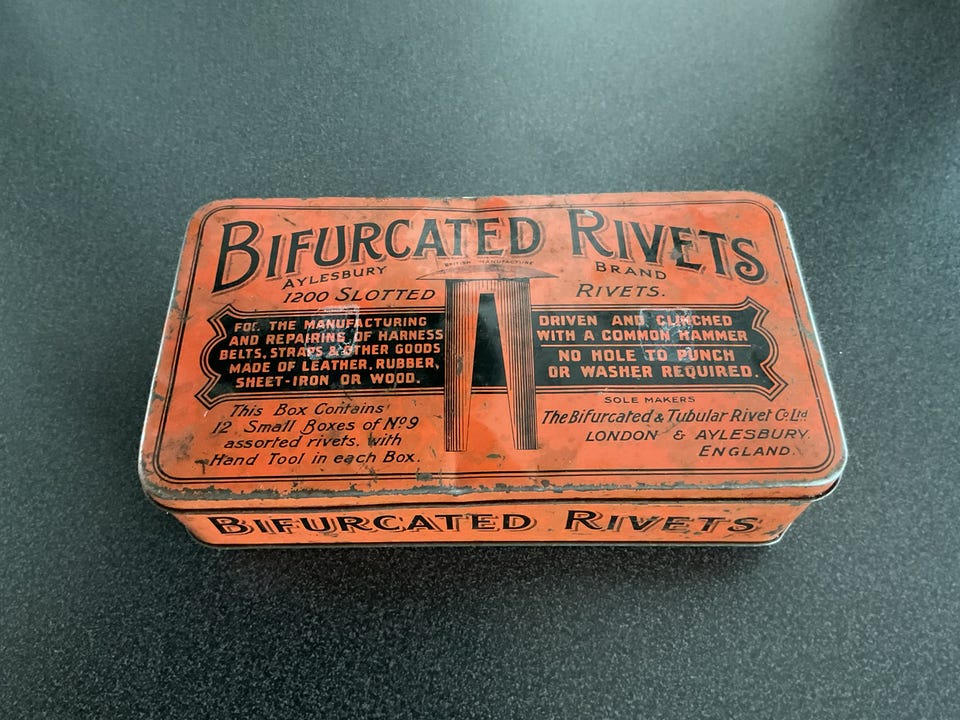 BIFURCATED RIVETS
BRITISH MANUFACTURE
AYLESBURY BRAND
1200 SLOTTED RIVETS.
FOR THE MANUFACTURING
AND REPAIRING OF HARNESS
BELTS, STRAPS & OTHER GOODS
MADE OF LEATHER, RUBBER,
SHEET-IRON OR WOOD.
DRIVEN AND CLINCHED
WITH A COMMON HAMMER
NO HOLE TO PUNCH
OR WASHER REQUIRED.
This Box Contains
12 Small Boxes of Nº9
assorted rivets, with
Hand Tool in each Box.
SOLE MAKERS
The Bifurcated & Tubular Rivet Co. Ltd
LONDON & AYLESBURY.
ENGLAND.
BIFURCATED RIVETS